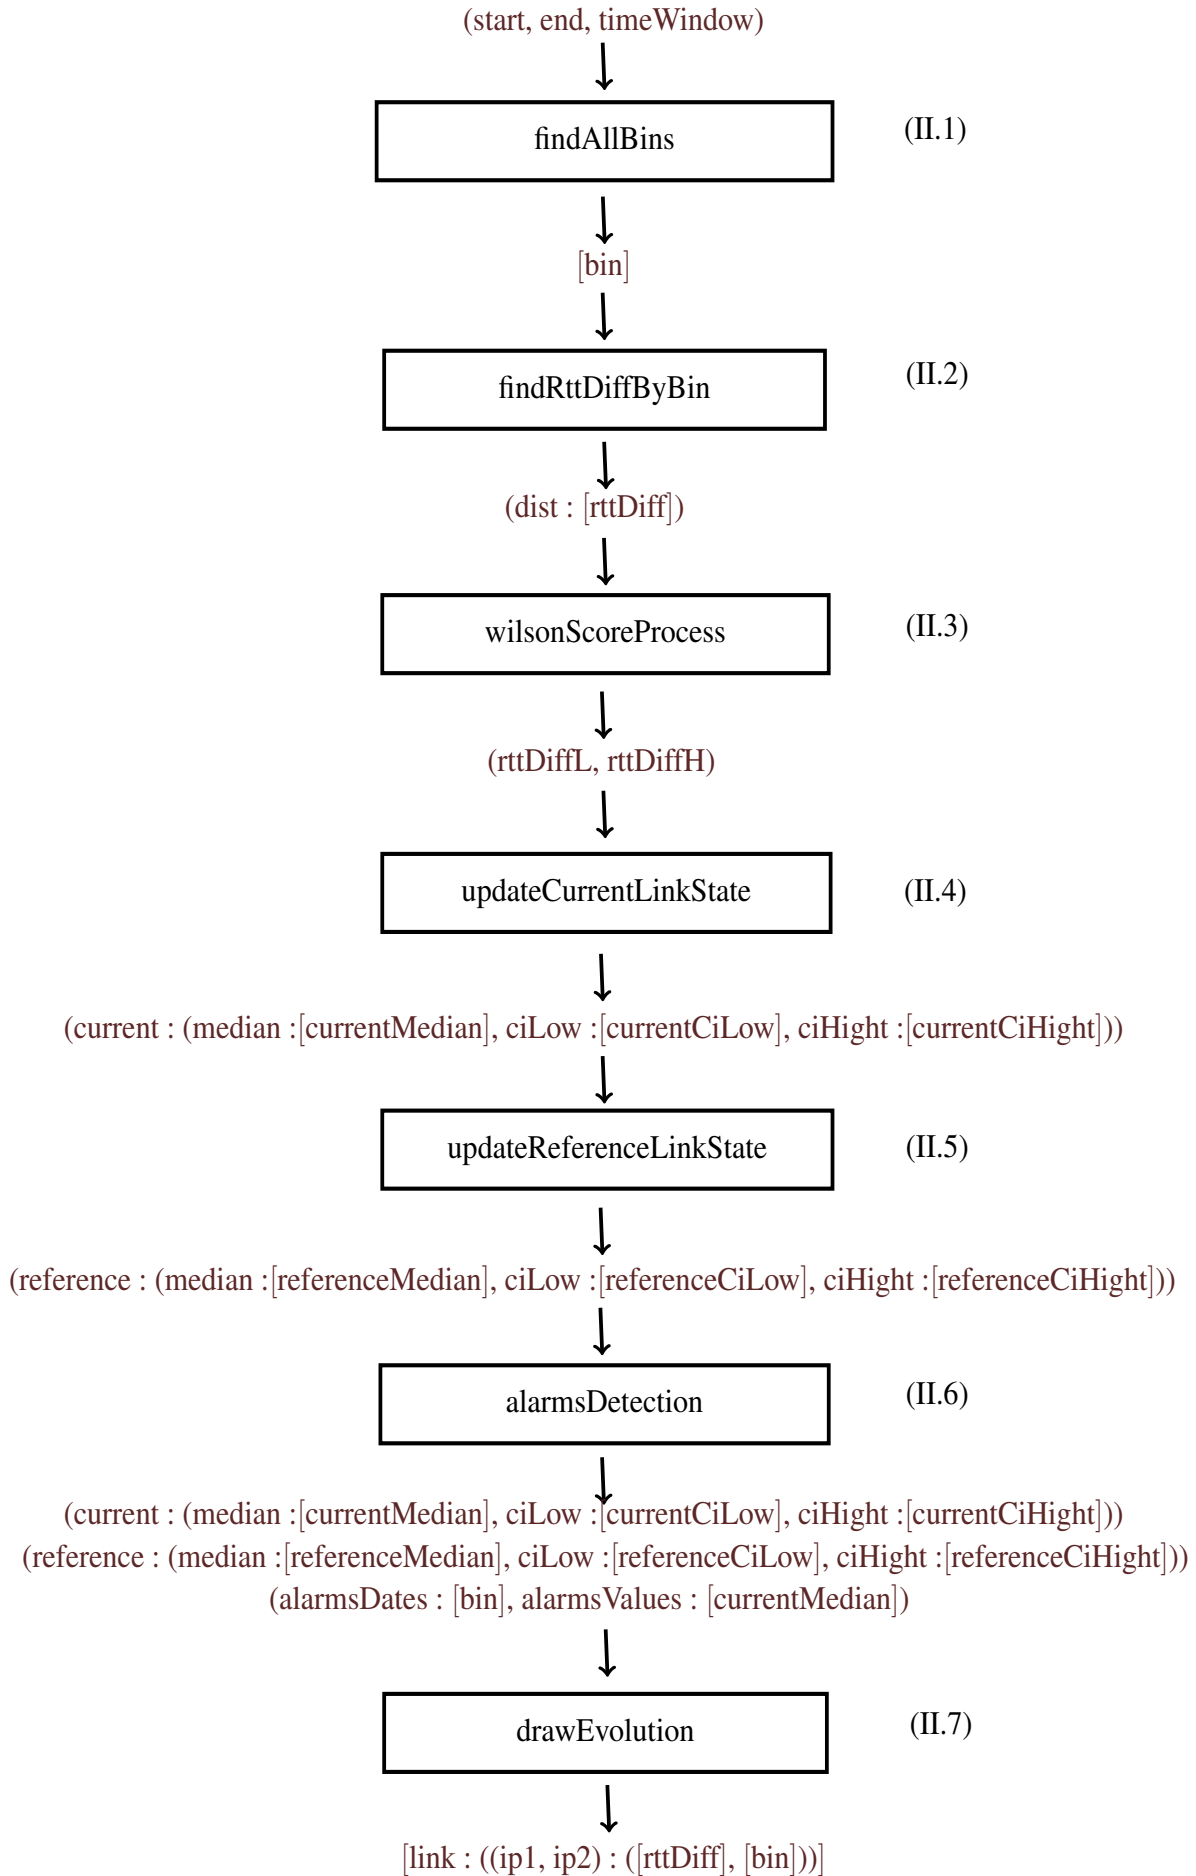 (start, end, timeWindow)
findAllBins (II.1)
[bin]
findRttDiffByBin (II.2)
(dist : [rttDiff])
wilsonScoreProcess (II.3)
(rttDiffL, rttDiffH)
updateCurrentLinkState (II.4)
(current : (median :[currentMedian], ciLow :[currentCiLow], ciHight :[currentCiHight]))
updateReferenceLinkState (II.5)
(reference : (median :[referenceMedian], ciLow :[referenceCiLow], ciHight :[referenceCiHight]))
alarmsDetection (II.6)
(current : (median :[currentMedian], ciLow :[currentCiLow], ciHight :[currentCiHight]))
(reference : (median :[referenceMedian], ciLow :[referenceCiLow], ciHight :[referenceCiHight]))
(alarmsDates : [bin], alarmsValues : [currentMedian])
drawEvolution (II.7)
[link : ((ip1, ip2) : ([rttDiff], [bin]))]